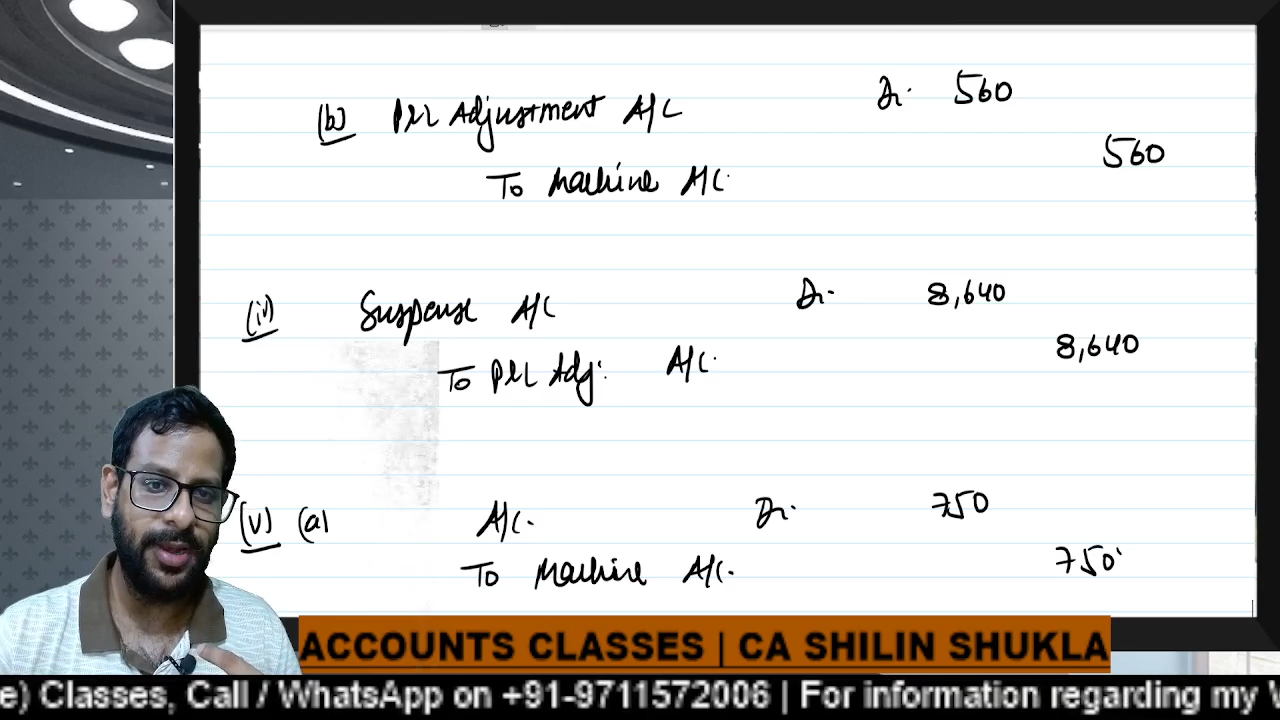 (b) P&L Adjustment A/C Dr. 560
To Machine A/C. 560
(iv) Suspense A/C Dr. 8,640
To P&L Adj. A/C. 8,640
(v) (a) A/C. Dr. 750
To Machine A/C. 750
ACCOUNTS CLASSES | CA SHILIN SHUKLA
e) Classes, Call / WhatsApp on +91-9711572006 | For information regarding my